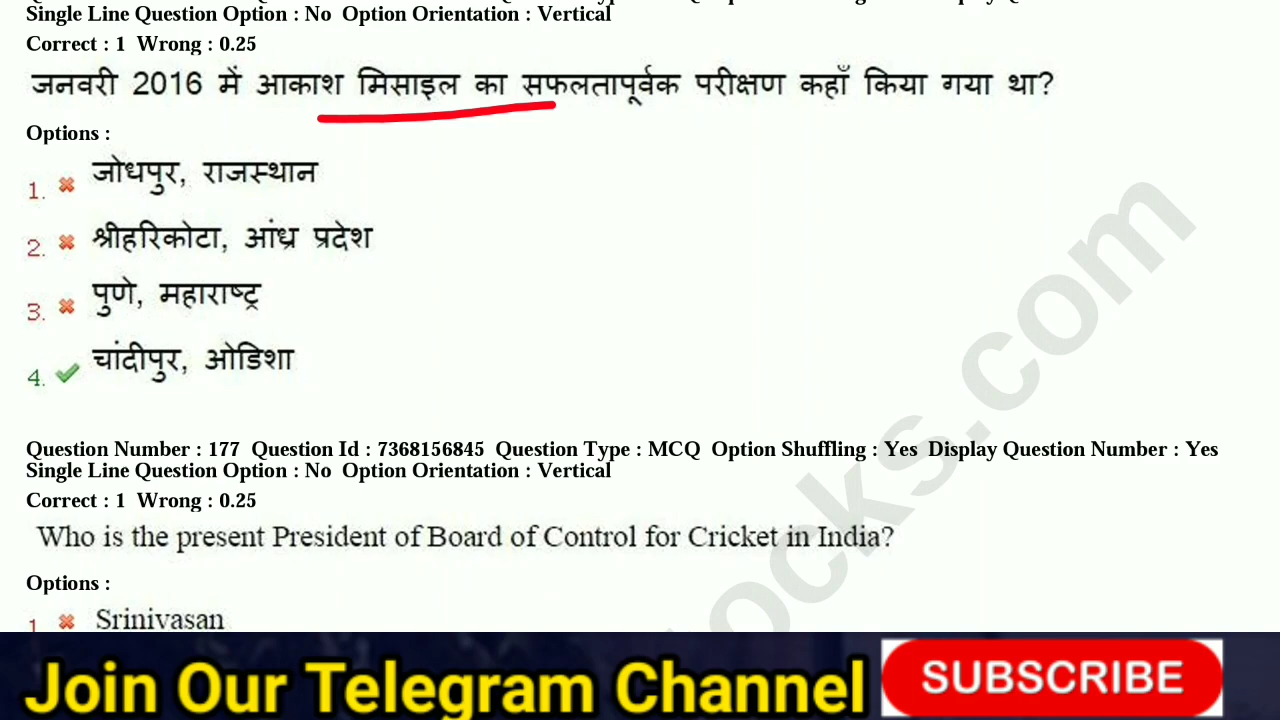 Single Line Question Option : No Option Orientation : Vertical
Correct : 1 Wrong : 0.25
जनवरी 2016 में आकाश मिसाइल का सफलतापूर्वक परीक्षण कहाँ किया गया था?
Options :
1. जोधपुर, राजस्थान
2. श्रीहरिकोटा, आंध्र प्रदेश
3. पुणे, महाराष्ट्र
4. चांदीपुर, ओडिशा
Question Number : 177 Question Id : 7368156845 Question Type : MCQ Option Shuffling : Yes Display Question Number : Yes
Single Line Question Option : No Option Orientation : Vertical
Correct : 1 Wrong : 0.25
Who is the present President of Board of Control for Cricket in India?
Options :
1 Srinivasan
ocks.com
Join Our Telegram Channel
SUBSCRIBE